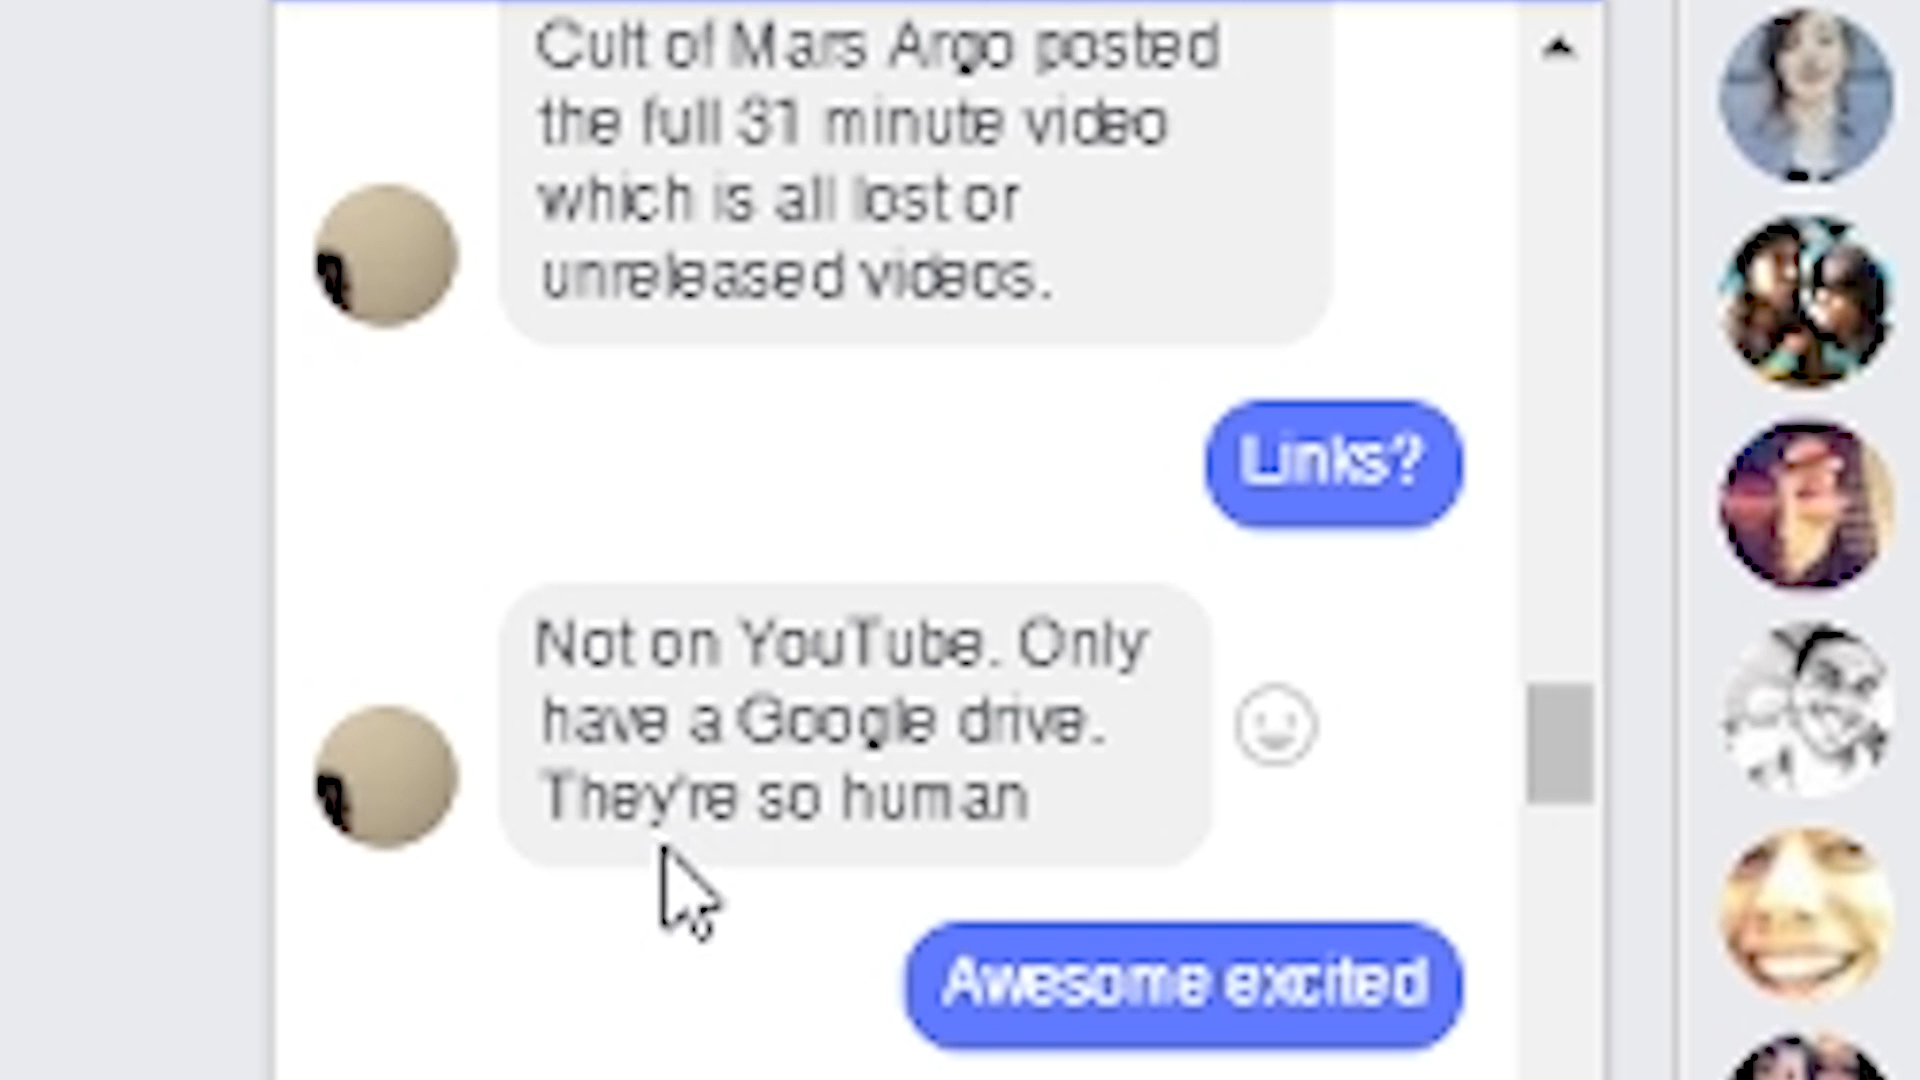 Cult of Mars Argo posted
the full 31 minute video
which is all lost or
unreleased videos.
Links?
Not on YouTube. Only
have a Google drive.
They're so human
Awesome excited